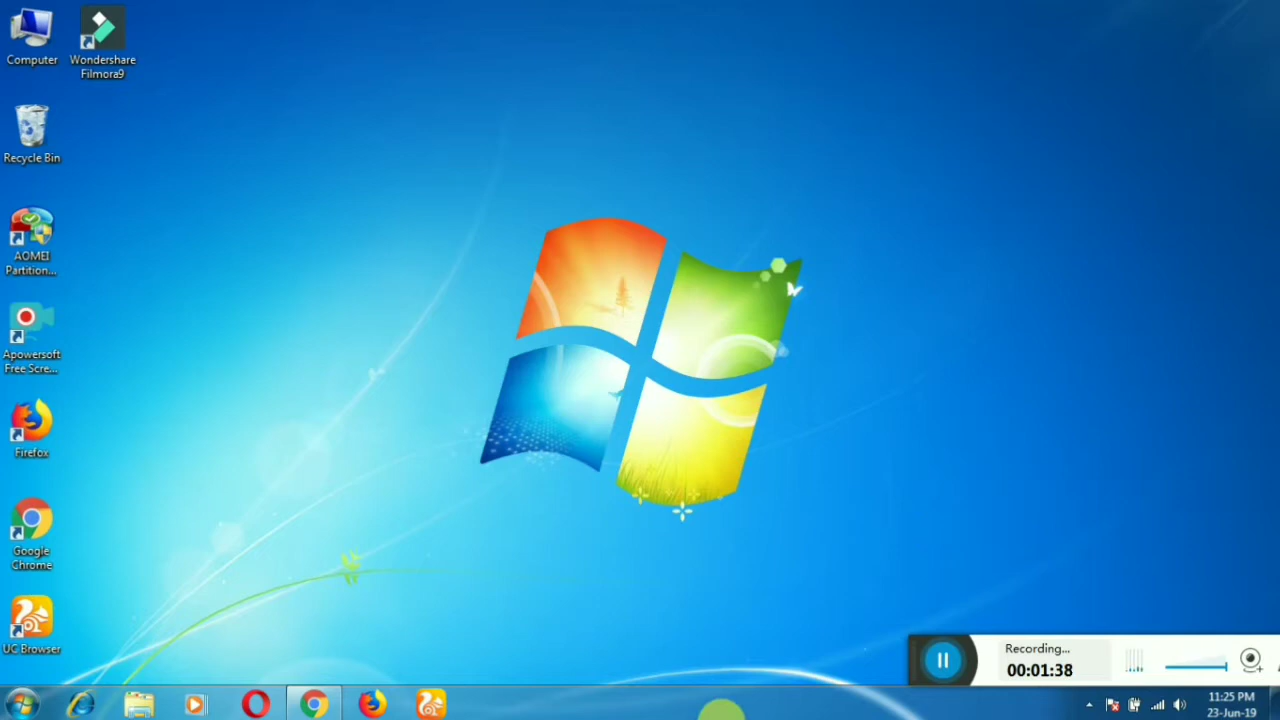 Computer
Wondershare
Filmora9
Recycle Bin
AOMEI
Partition...
Apowersoft
Free Scre...
Firefox
Google
Chrome
UC Browser
Recording...
00:01:38
11:25 PM
23-Jun-19